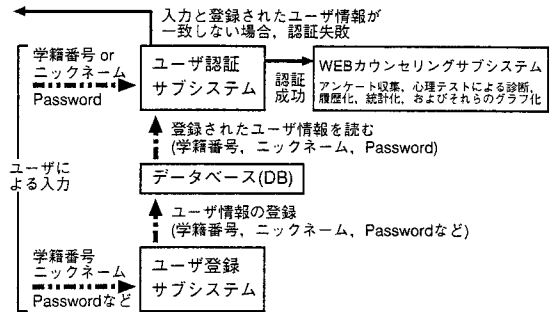 入力と登録されたユーザ情報が
一致しない場合，認証失敗
学籍番号 or
ニックネーム
Password
ユーザ認証
サブシステム
認証
成功
WEBカウンセリングサブシステム
アンケート収集，心理テストによる診断，
履歴化，統計化，およびそれらのグラフ化
登録されたユーザ情報を読む
(学籍番号，ニックネーム，Password)
ユーザに
よる入力
データベース(DB)
ユーザ情報の登録
(学籍番号，ニックネーム，Passwordなど)
学籍番号
ニックネーム
Passwordなど
ユーザ登録
サブシステム